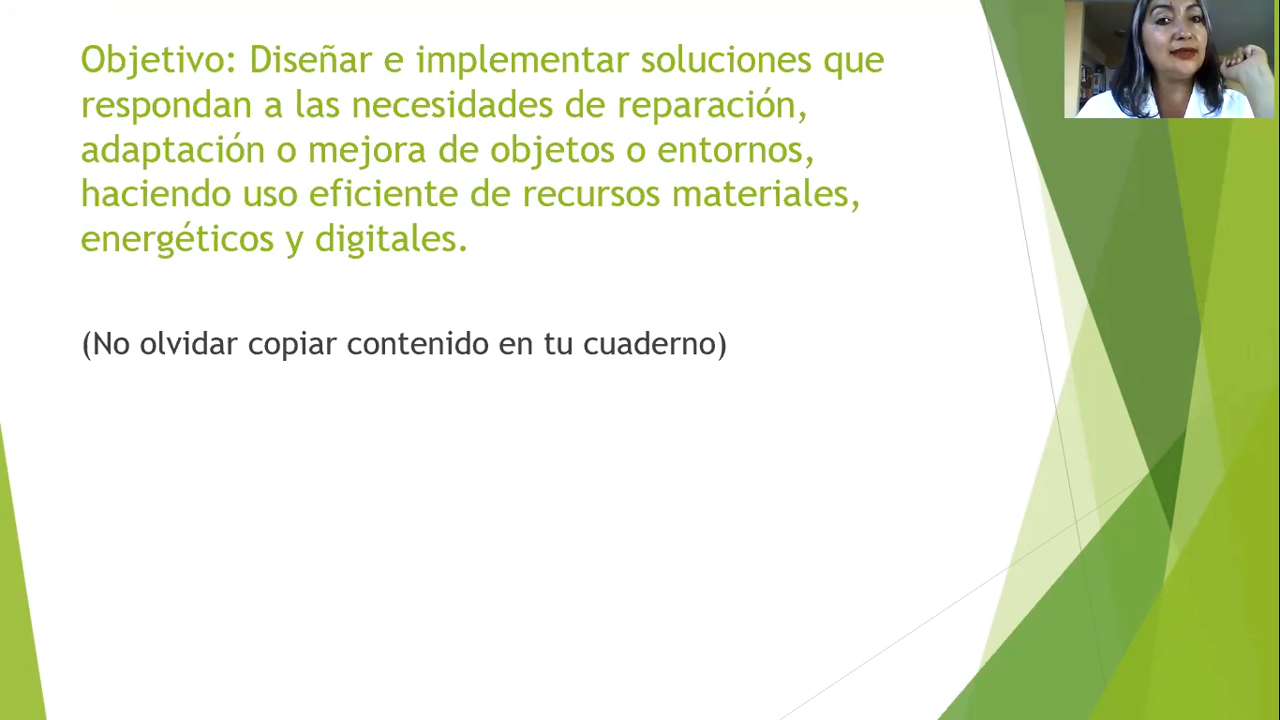 Objetivo: Diseñar e implementar soluciones que
respondan a las necesidades de reparación,
adaptación o mejora de objetos o entornos,
haciendo uso eficiente de recursos materiales,
energéticos y digitales.
(No olvidar copiar contenido en tu cuaderno)